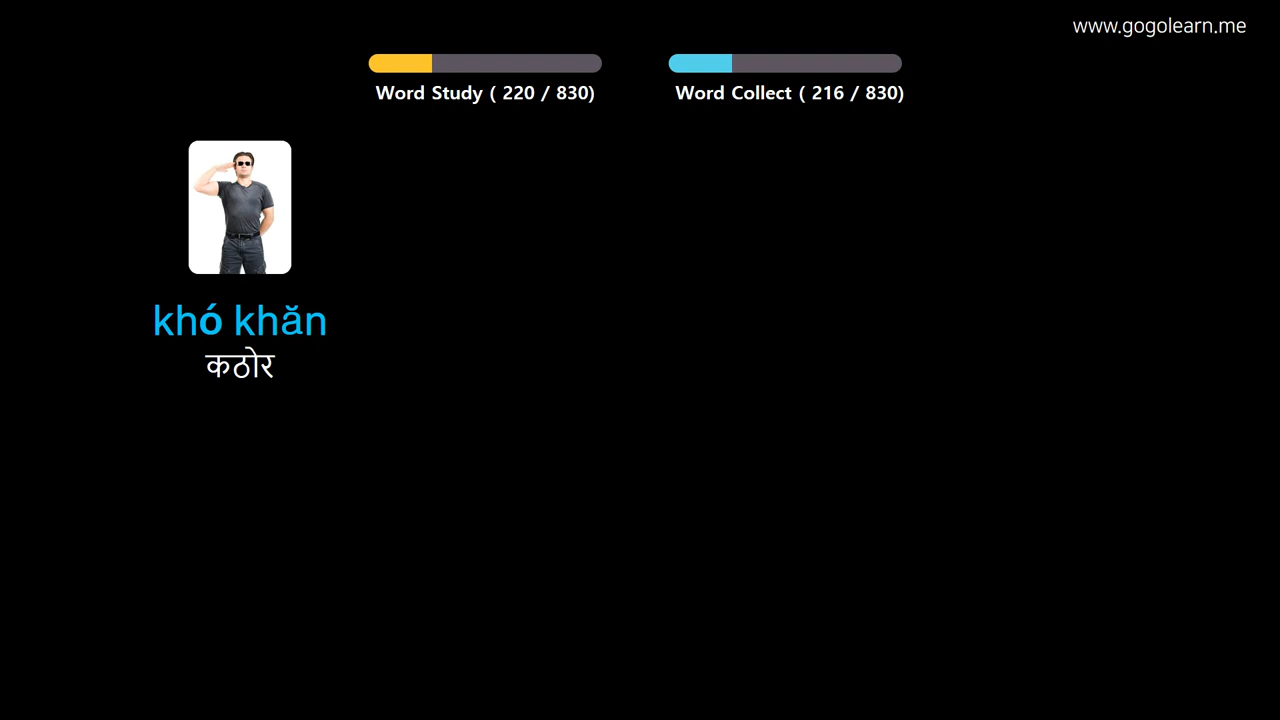 www.gogolearn.me
Word Study ( 220 / 830)
Word Collect ( 216 / 830)
khó khăn
कठोर